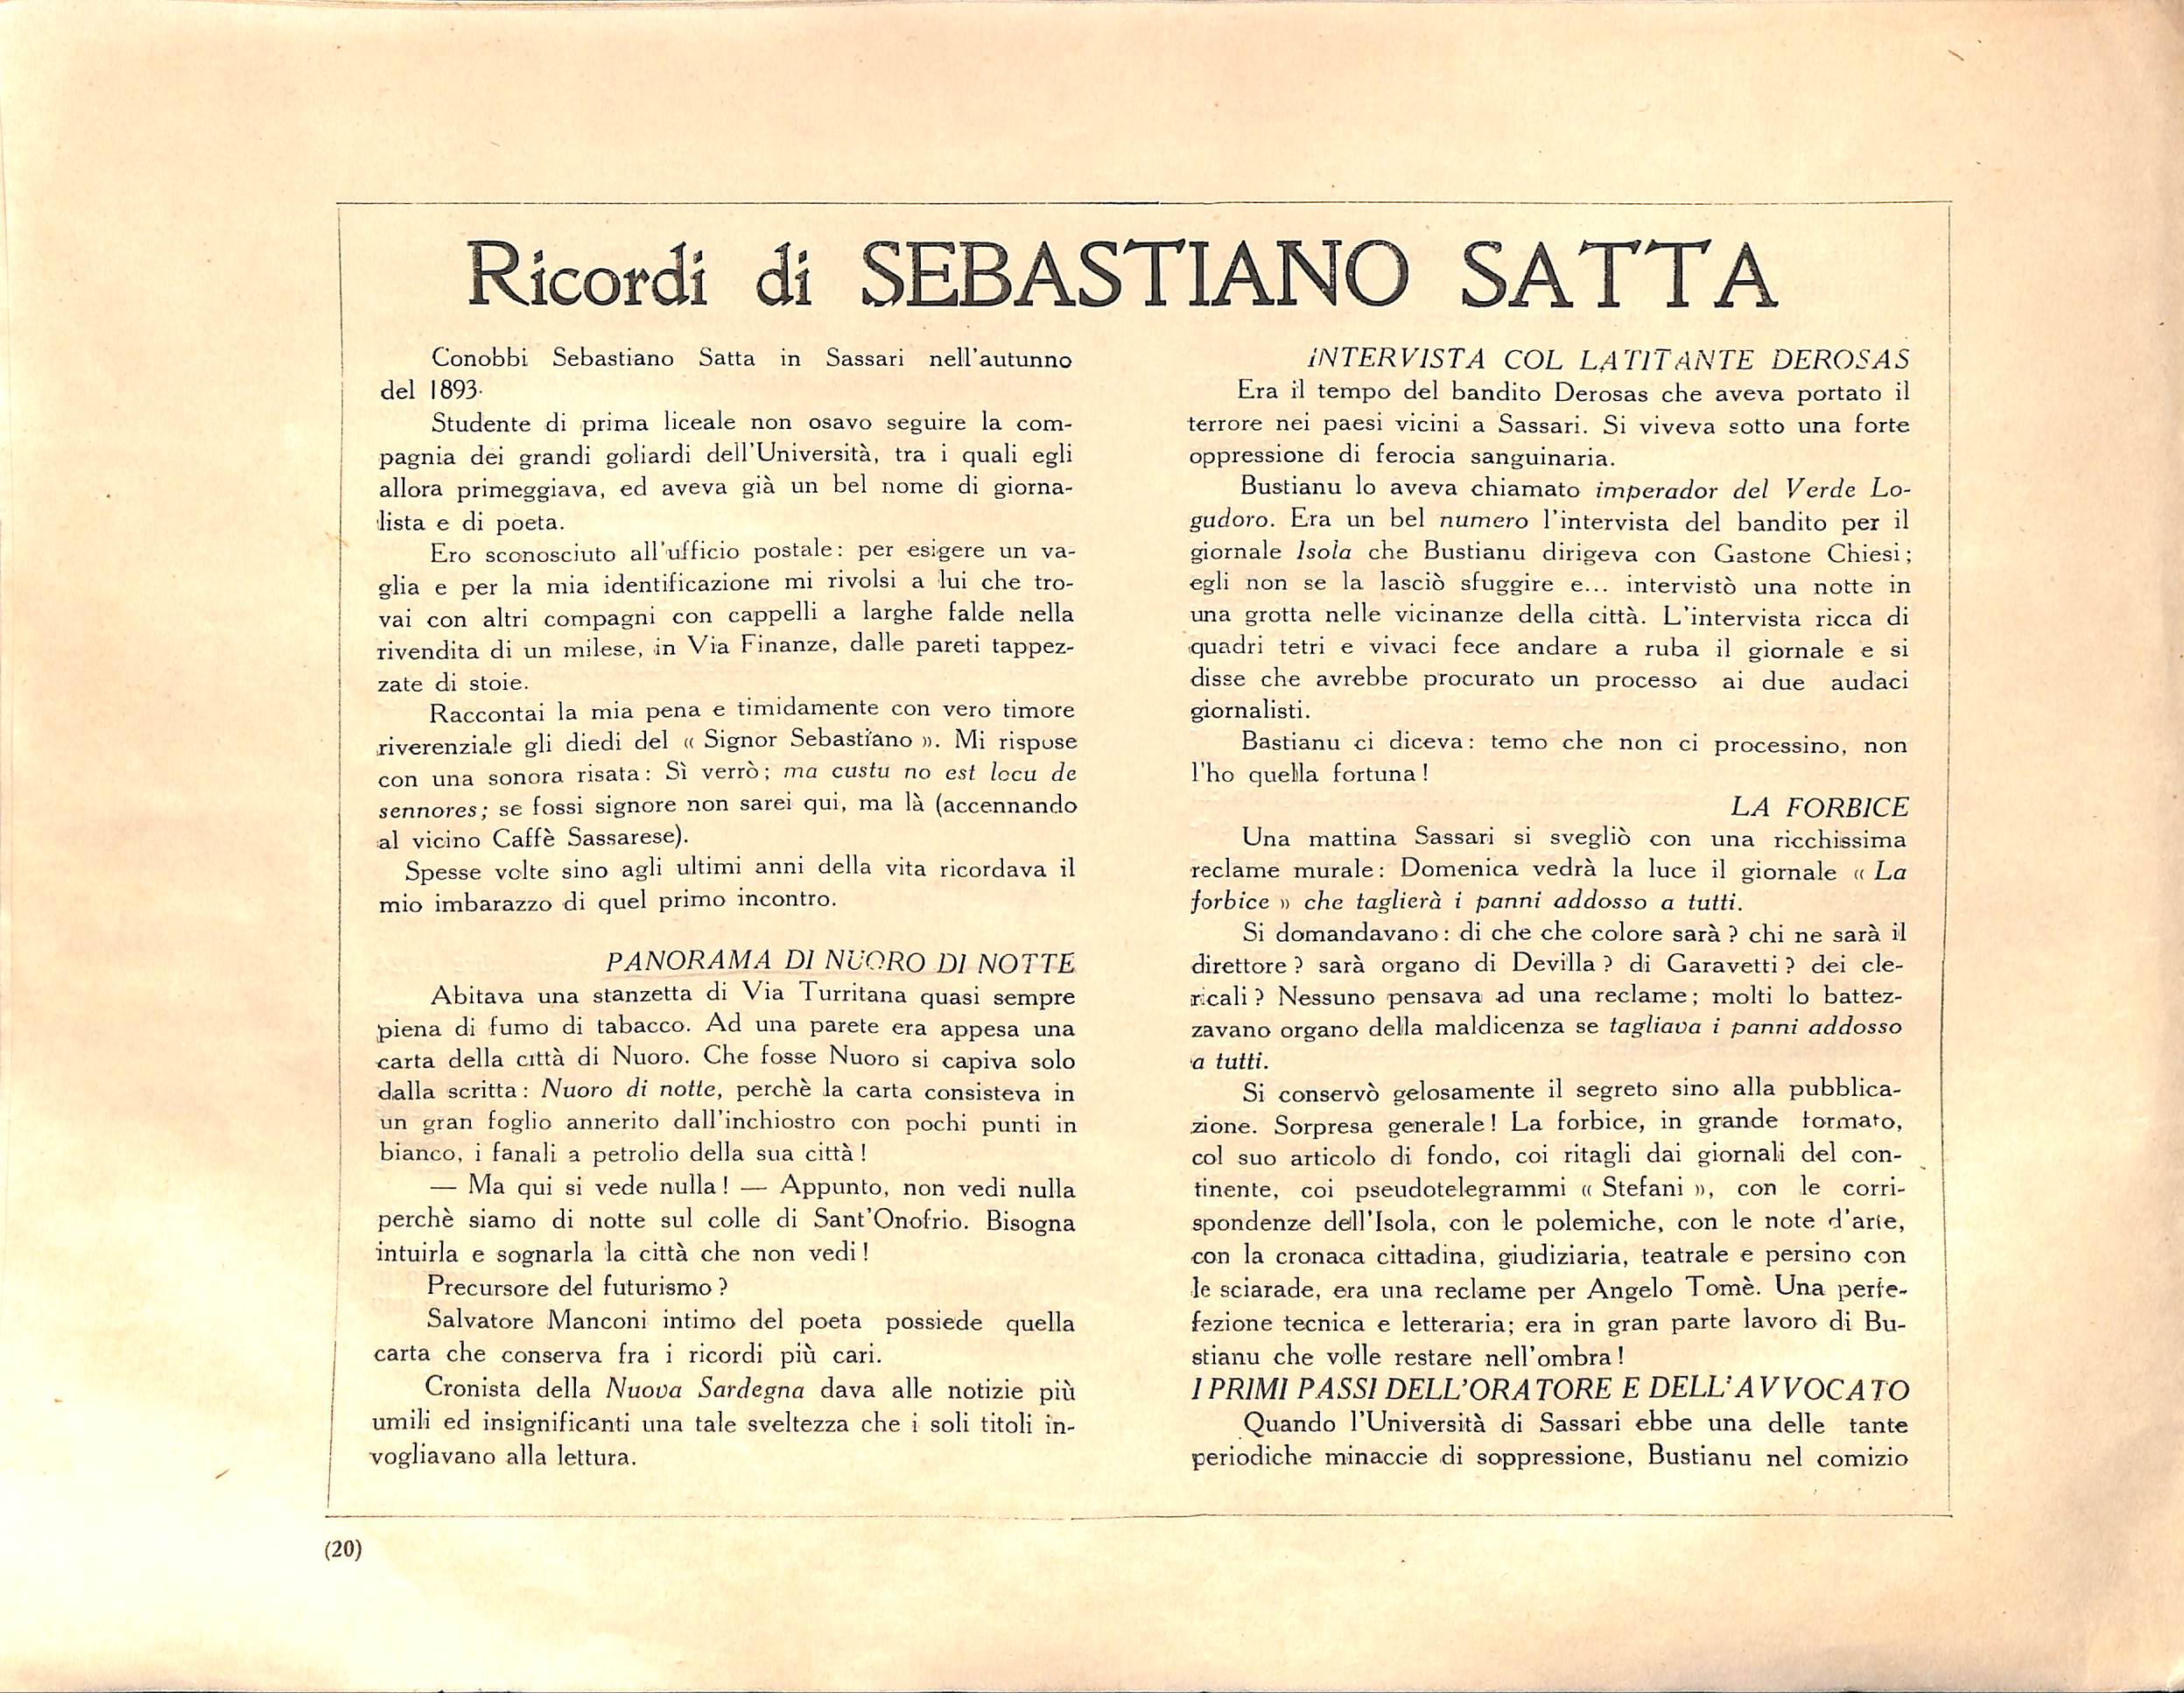 Ricordi di SEBASTIANO SATTA
Conobbi Sebastiano Satta in Sassari nell'autunno
del 1893.
Studente di prima liceale non osavo seguire la com-
pagnia dei grandi goliardi dell'Università, tra i quali egli
allora primeggiava, ed aveva già un bel nome di giorna-
lista e di poeta.
Ero sconosciuto all'ufficio postale: per esigere un va-
glia e per la mia identificazione mi rivolsi a lui che tro-
vai con altri compagni con cappelli a larghe falde nella
rivendita di un milese, in Via Finanze, dalle pareti tappez-
zate di stoie.
Raccontai la mia pena e timidamente con vero timore
riverenziale gli diedi del « Signor Sebastiano ». Mi rispose
con una sonora risata: Sì verrò; ma custu no est locu de
sennores; se fossi signore non sarei qui, ma là (accennando
al vicino Caffè Sassarese).
Spesse volte sino agli ultimi anni della vita ricordava il
mio imbarazzo di quel primo incontro.
PANORAMA DI NUORO DI NOTTE
Abitava una stanzetta di Via Turritana quasi sempre
piena di fumo di tabacco. Ad una parete era appesa una
carta della città di Nuoro. Che fosse Nuoro si capiva solo
dalla scritta: Nuoro di notte, perchè la carta consisteva in
un gran foglio annerito dall'inchiostro con pochi punti in
bianco, i fanali a petrolio della sua città!
— Ma qui si vede nulla! — Appunto, non vedi nulla
perchè siamo di notte sul colle di Sant'Onofrio. Bisogna
intuirla e sognarla la città che non vedi!
Precursore del futurismo?
Salvatore Manconi intimo del poeta possiede quella
carta che conserva fra i ricordi più cari.
Cronista della Nuova Sardegna dava alle notizie più
umili ed insignificanti una tale sveltezza che i soli titoli in-
vogliavano alla lettura.
INTERVISTA COL LATITANTE DEROSAS
Era il tempo del bandito Derosas che aveva portato il
terrore nei paesi vicini a Sassari. Si viveva sotto una forte
oppressione di ferocia sanguinaria.
Bustianu lo aveva chiamato imperador del Verde Lo-
gudoro. Era un bel numero l'intervista del bandito per il
giornale Isola che Bustianu dirigeva con Gastone Chiesi;
egli non se la lasciò sfuggire e... intervistò una notte in
una grotta nelle vicinanze della città. L'intervista ricca di
quadri tetri e vivaci fece andare a ruba il giornale e si
disse che avrebbe procurato un processo ai due audaci
giornalisti.
Bastianu ci diceva: temo che non ci processino, non
l'ho quella fortuna!
LA FORBICE
Una mattina Sassari si svegliò con una ricchissima
reclame murale: Domenica vedrà la luce il giornale « La
forbice » che taglierà i panni addosso a tutti.
Si domandavano: di che che colore sarà? chi ne sarà il
direttore? sarà organo di Devilla? di Garavetti? dei cle-
ricali? Nessuno pensava ad una reclame; molti lo battez-
zavano organo della maldicenza se tagliava i panni addosso
a tutti.
Si conservò gelosamente il segreto sino alla pubblica-
zione. Sorpresa generale! La forbice, in grande formato,
col suo articolo di fondo, coi ritagli dai giornali del con-
tinente, coi pseudotelegrammi « Stefani », con le corri-
spondenze dell'Isola, con le polemiche, con le note d'arte,
con la cronaca cittadina, giudiziaria, teatrale e persino con
le sciarade, era una reclame per Angelo Tomè. Una perfe-
fezione tecnica e letteraria; era in gran parte lavoro di Bu-
stianu che volle restare nell'ombra!
I PRIMI PASSI DELL'ORATORE E DELL'AVVOCATO
Quando l'Università di Sassari ebbe una delle tante
periodiche minaccie di soppressione, Bustianu nel comizio
(20)